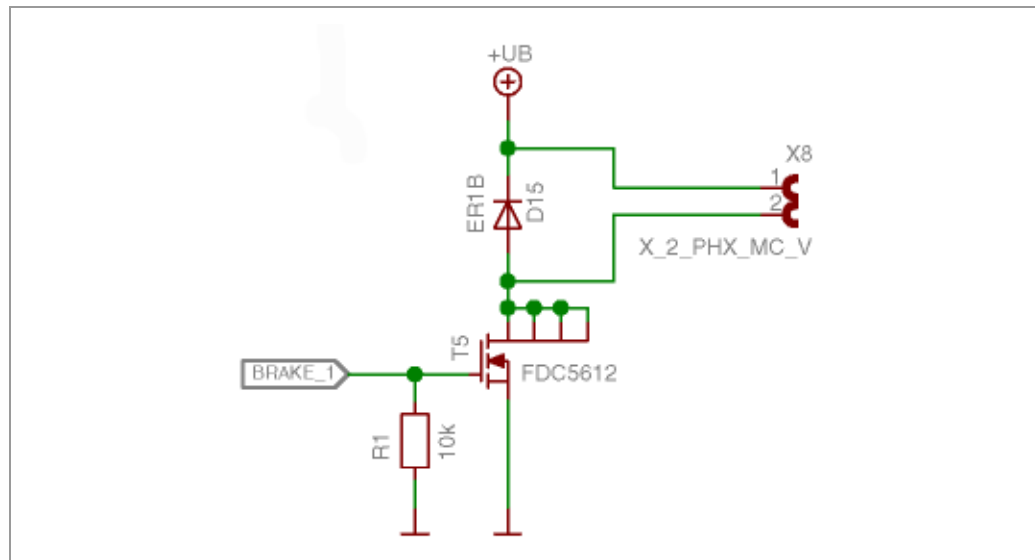 +UB
X8
1
2
ER1B
D15
X_2_PHX_MC_V
T5
FDC5612
BRAKE_1
R1
10k